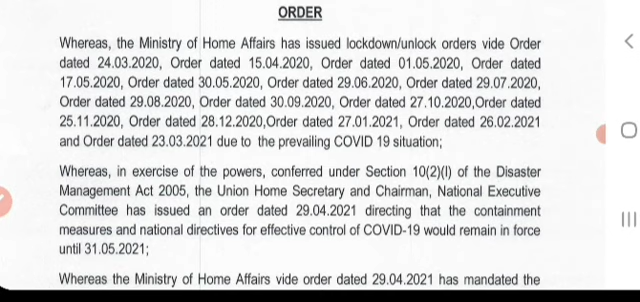 ORDER
Whereas, the Ministry of Home Affairs has issued lockdown/unlock orders vide Order
dated 24.03.2020, Order dated 15.04.2020, Order dated 01.05.2020, Order dated
17.05.2020, Order dated 30.05.2020, Order dated 29.06.2020, Order dated 29.07.2020,
Order dated 29.08.2020, Order dated 30.09.2020, Order dated 27.10.2020,Order dated
25.11.2020, Order dated 28.12.2020,Order dated 27.01.2021, Order dated 26.02.2021
and Order dated 23.03.2021 due to the prevailing COVID 19 situation;
Whereas, in exercise of the powers, conferred under Section 10(2)(l) of the Disaster
Management Act 2005, the Union Home Secretary and Chairman, National Executive
Committee has issued an order dated 29.04.2021 directing that the containment
measures and national directives for effective control of COVID-19 would remain in force
until 31.05.2021;
Whereas the Ministry of Home Affairs vide order dated 29.04.2021 has mandated the